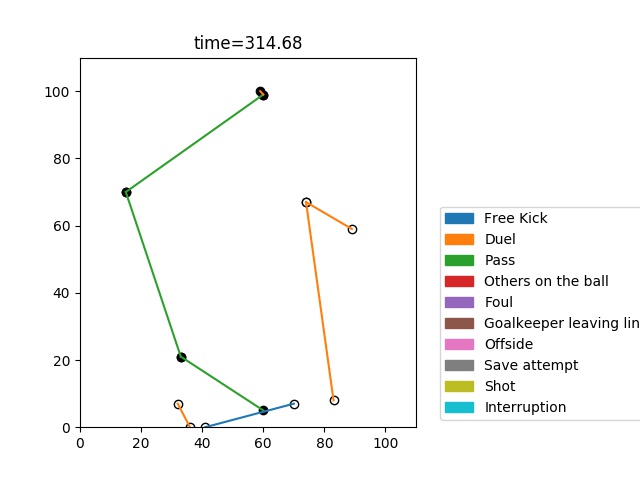 time=314.68
100
80
60
40
20
0
0 20 40 60 80 100
Free Kick
Duel
Pass
Others on the ball
Foul
Goalkeeper leaving lin
Offside
Save attempt
Shot
Interruption